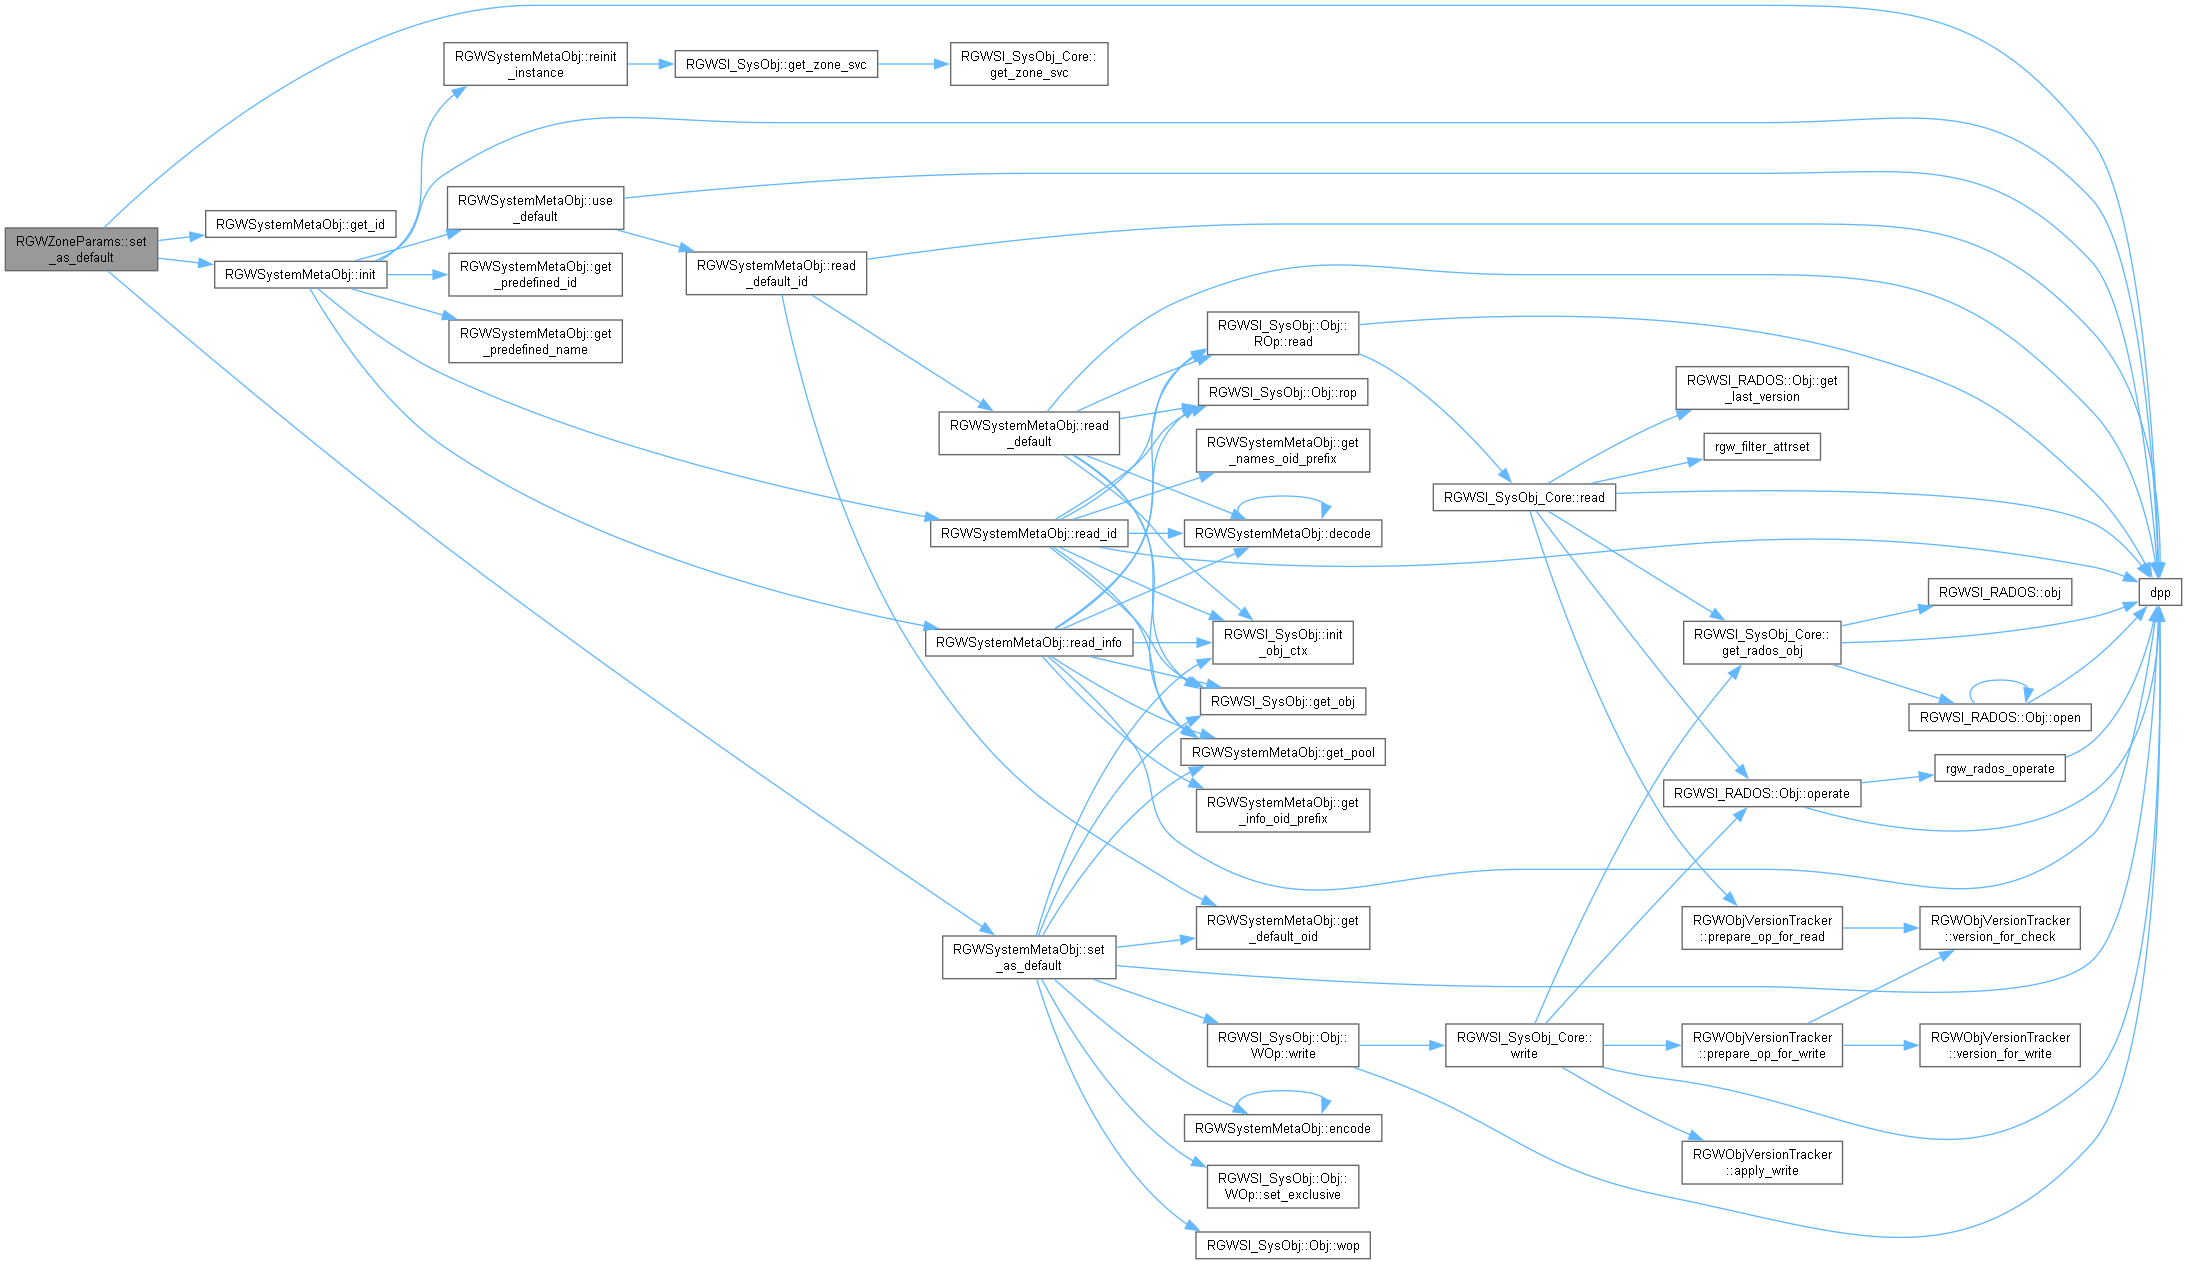 RGWZoneParams::set
_as_default
RGWSystemMetaObj::get_id
RGWSystemMetaObj::init
RGWSystemMetaObj::reinit
_instance
RGWSI_SysObj::get_zone_svc
RGWSI_SysObj_Core::
get_zone_svc
RGWSystemMetaObj::use
_default
RGWSystemMetaObj::get
_predefined_id
RGWSystemMetaObj::get
_predefined_name
RGWSystemMetaObj::read
_default_id
RGWSystemMetaObj::read
_default
RGWSystemMetaObj::read_id
RGWSystemMetaObj::read_info
RGWSystemMetaObj::set
_as_default
RGWSI_SysObj::Obj::
ROp::read
RGWSI_SysObj::Obj::rop
RGWSystemMetaObj::get
_names_oid_prefix
RGWSystemMetaObj::decode
RGWSI_SysObj::init
_obj_ctx
RGWSI_SysObj::get_obj
RGWSystemMetaObj::get_pool
RGWSystemMetaObj::get
_info_oid_prefix
RGWSystemMetaObj::get
_default_oid
RGWSI_SysObj::Obj::
WOp::write
RGWSystemMetaObj::encode
RGWSI_SysObj::Obj::
WOp::set_exclusive
RGWSI_SysObj::Obj::wop
RGWSI_SysObj_Core::read
RGWSI_SysObj_Core::
write
RGWSI_RADOS::Obj::get
_last_version
rgw_filter_attrset
RGWSI_SysObj_Core::
get_rados_obj
RGWSI_RADOS::Obj::operate
RGWObjVersionTracker
::prepare_op_for_read
RGWObjVersionTracker
::prepare_op_for_write
RGWObjVersionTracker
::apply_write
RGWSI_RADOS::obj
RGWSI_RADOS::Obj::open
rgw_rados_operate
RGWObjVersionTracker
::version_for_check
RGWObjVersionTracker
::version_for_write
dpp